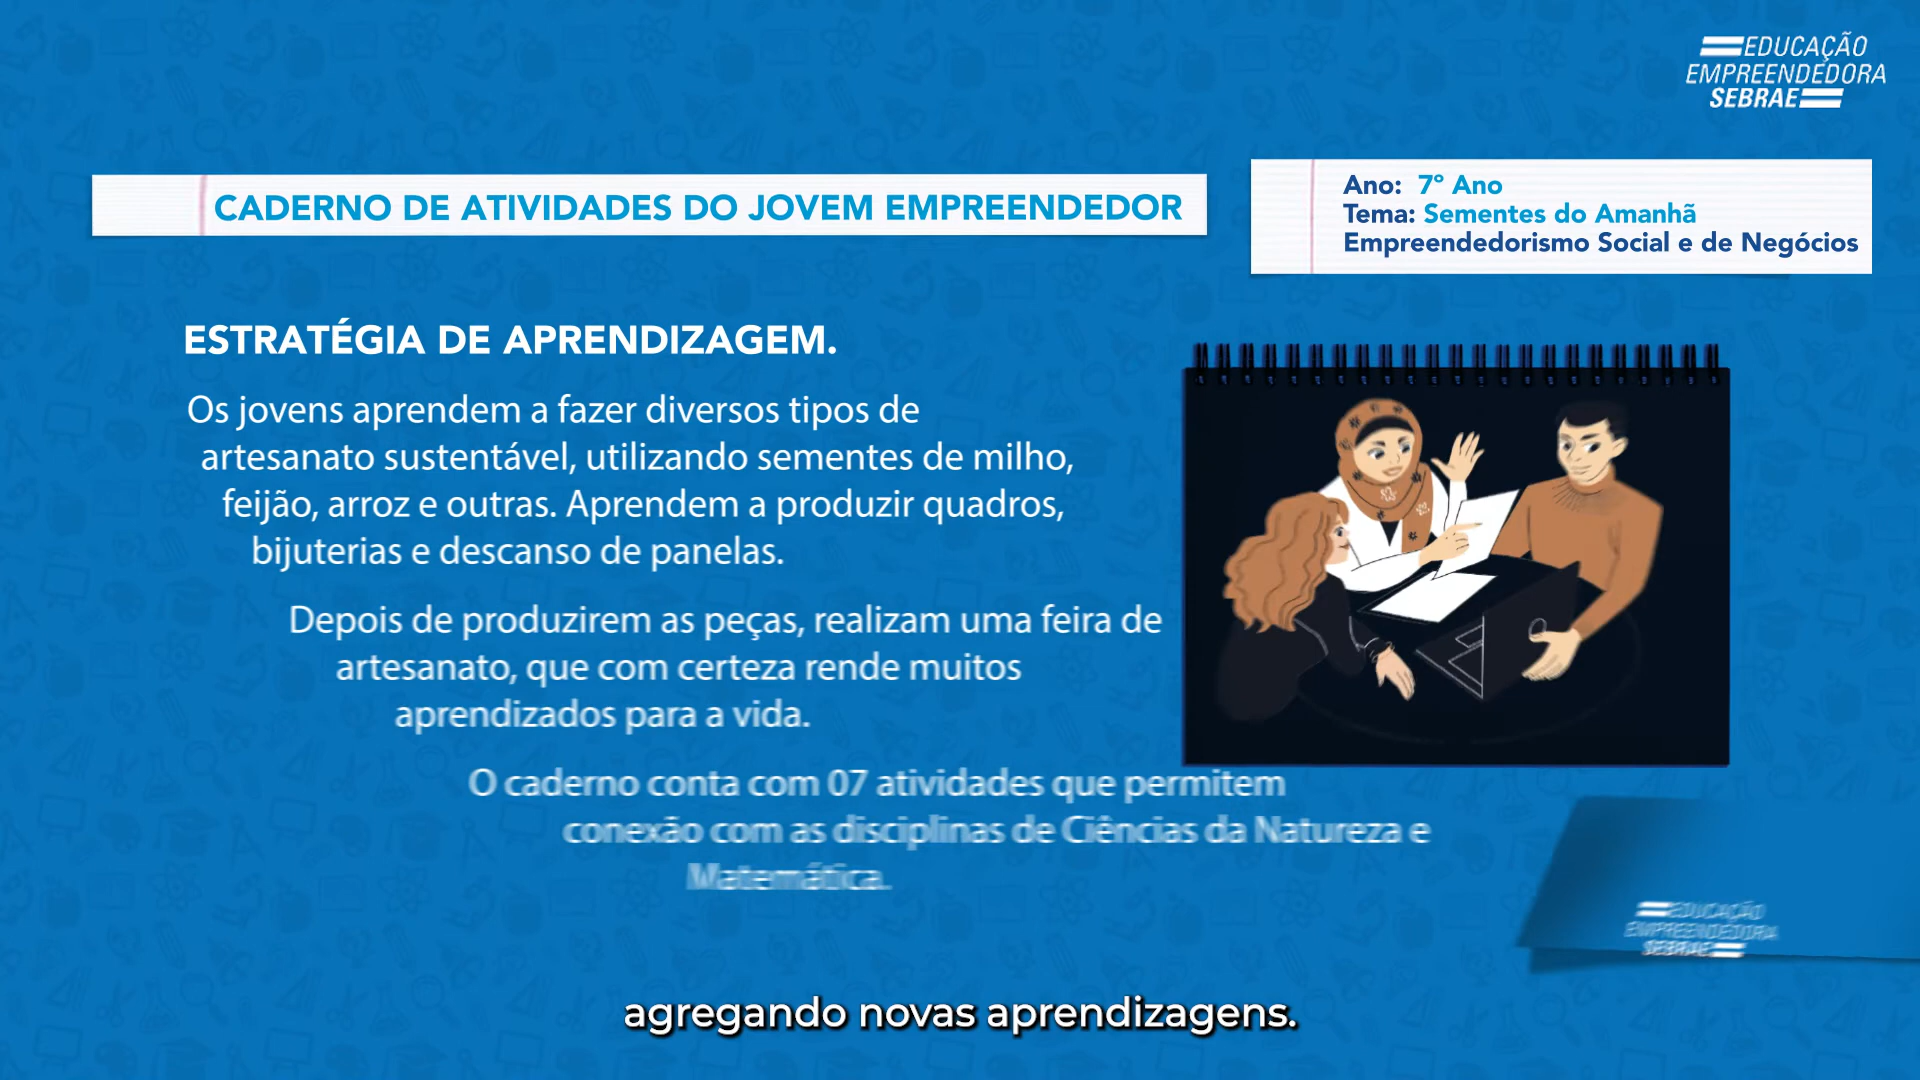 EDUCAÇÃO
EMPREENDEDORA
SEBRAE
CADERNO DE ATIVIDADES DO JOVEM EMPREENDEDOR
Ano: 7º Ano
Tema: Sementes do Amanhã
Empreendedorismo Social e de Negócios
ESTRATÉGIA DE APRENDIZAGEM.
Os jovens aprendem a fazer diversos tipos de
artesanato sustentável, utilizando sementes de milho,
feijão, arroz e outras. Aprendem a produzir quadros,
bijuterias e descanso de panelas.
Depois de produzirem as peças, realizam uma feira de
artesanato, que com certeza rende muitos
aprendizados para a vida.
O caderno conta com 07 atividades que permitem
conexão com as disciplinas de Ciências da Natureza e
Matemática.
EDUCAÇÃO
EMPREENDEDORA
SEBRAE
agregando novas aprendizagens.